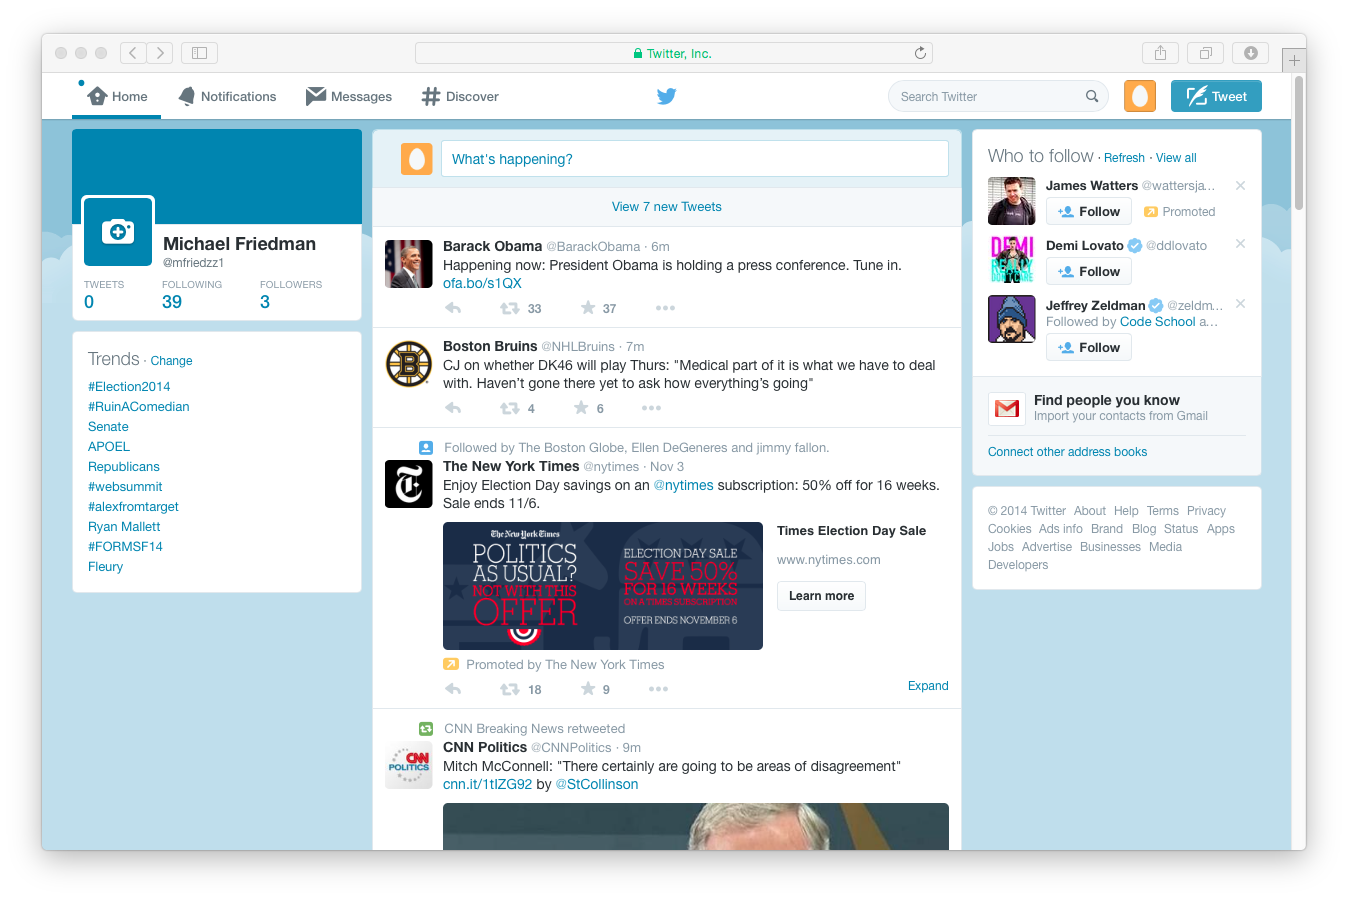 Twitter, Inc.
Home
Notifications
Messages
Discover
Search Twitter
Tweet
Michael Friedman
@mfriedzz1
TWEETS FOLLOWING FOLLOWERS
0 39 3
Trends · Change
#Election2014
#RuinAComedian
Senate
APOEL
Republicans
#websummit
#alexfromtarget
Ryan Mallett
#FORMSF14
Fleury
What's happening?
View 7 new Tweets
Barack Obama @BarackObama · 6m
Happening now: President Obama is holding a press conference. Tune in.
ofa.bo/s1QX
33 37
Boston Bruins @NHLBruins · 7m
CJ on whether DK46 will play Thurs: "Medical part of it is what we have to deal
with. Haven't gone there yet to ask how everything's going"
4 6
Followed by The Boston Globe, Ellen DeGeneres and jimmy fallon.
The New York Times @nytimes · Nov 3
Enjoy Election Day savings on an @nytimes subscription: 50% off for 16 weeks.
Sale ends 11/6.
The New York Times
POLITICS
AS USUAL?
NOT WITH THIS
OFFER
ELECTION DAY SALE
SAVE 50%
FOR 16 WEEKS
ON A TIMES SUBSCRIPTION
OFFER ENDS NOVEMBER 6
Times Election Day Sale
www.nytimes.com
Learn more
Promoted by The New York Times
18 9
Expand
CNN Breaking News retweeted
CNN
POLITICS
CNN Politics @CNNPolitics · 9m
Mitch McConnell: "There certainly are going to be areas of disagreement"
cnn.it/1tIZG92 by @StCollinson
Who to follow · Refresh · View all
James Watters @wattersja...
Follow
Promoted
DEMI
REALLY
DON'T CARE
Demi Lovato @ddlovato
Follow
Jeffrey Zeldman @zeldm...
Followed by Code School a...
Follow
Find people you know
Import your contacts from Gmail
Connect other address books
© 2014 Twitter About Help Terms Privacy
Cookies Ads info Brand Blog Status Apps
Jobs Advertise Businesses Media
Developers